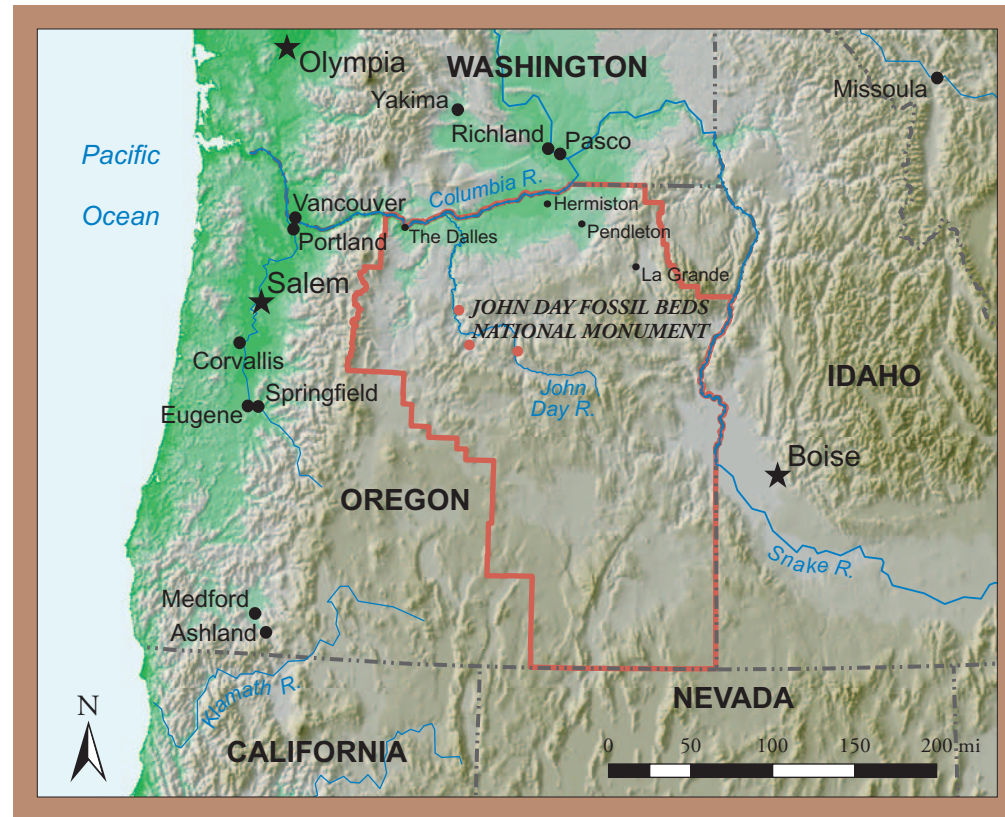 Olympia
WASHINGTON
Missoula
Yakima
Richland
Pasco
Pacific
Ocean
Columbia R.
Vancouver
Hermiston
Portland
The Dalles
Pendleton
La Grande
Salem
JOHN DAY FOSSIL BEDS
NATIONAL MONUMENT
Corvallis
IDAHO
John
Day R.
Springfield
Eugene
Boise
OREGON
Snake R.
Medford
Ashland
Klamath R.
NEVADA
N
CALIFORNIA
0 50 100 150 200 mi